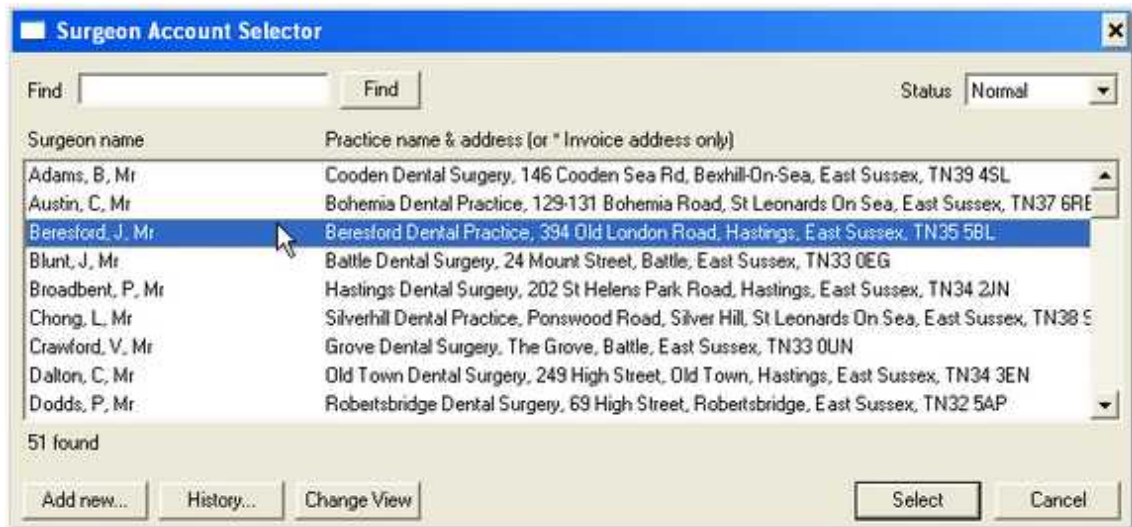 Surgeon Account Selector
Find Find Status Normal
Surgeon name Practice name & address (or * Invoice address only)
Adams, B, Mr Cooden Dental Surgery, 146 Cooden Sea Rd, Bexhill-On-Sea, East Sussex, TN39 4SL
Austin, C, Mr Bohemia Dental Practice, 129-131 Bohemia Road, St Leonards On Sea, East Sussex, TN37 6RE
Beresford, J, Mr Beresford Dental Practice, 394 Old London Road, Hastings, East Sussex, TN35 5BL
Blunt, J, Mr Battle Dental Surgery, 24 Mount Street, Battle, East Sussex, TN33 0EG
Broadbent, P, Mr Hastings Dental Surgery, 202 St Helens Park Road, Hastings, East Sussex, TN34 2JN
Chong, L, Mr Silverhill Dental Practice, Ponswood Road, Silver Hill, St Leonards On Sea, East Sussex, TN38
Crawford, V, Mr Grove Dental Surgery, The Grove, Battle, East Sussex, TN33 0UN
Dalton, C, Mr Old Town Dental Surgery, 249 High Street, Old Town, Hastings, East Sussex, TN34 3EN
Dodds, P, Mr Robertsbridge Dental Surgery, 69 High Street, Robertsbridge, East Sussex, TN32 5AP
51 found
Add new... History... Change View Select Cancel